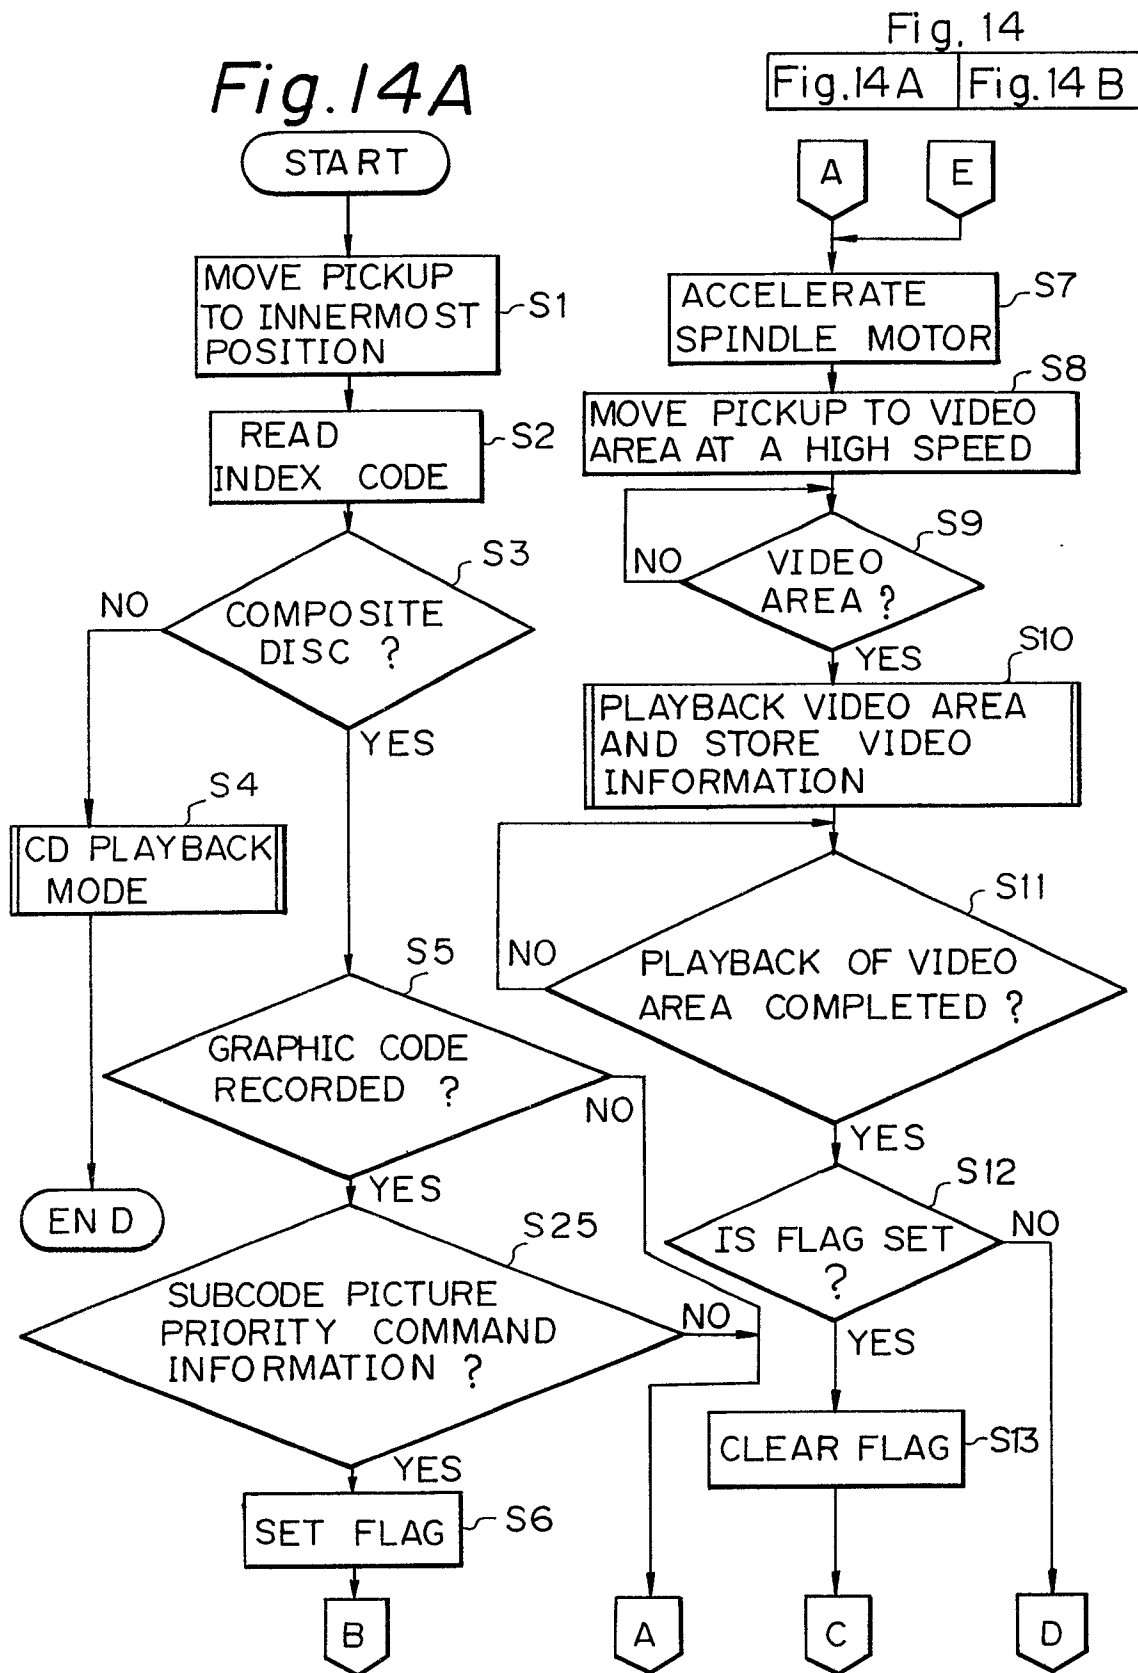 Fig. 14
Fig.14A
Fig.14B
Fig.14A
START
MOVE PICKUP
TO INNERMOST
POSITION
S1
READ
INDEX CODE
S2
COMPOSITE
DISC ?
S3
NO
YES
S4
CD PLAYBACK
MODE
END
S5
GRAPHIC CODE
RECORDED ?
NO
YES
S25
SUBCODE PICTURE
PRIORITY COMMAND
INFORMATION ?
NO
YES
SET FLAG
S6
B
A
A
E
ACCELERATE
SPINDLE MOTOR
S7
S8
MOVE PICKUP TO VIDEO
AREA AT A HIGH SPEED
S9
VIDEO
AREA ?
NO
YES
S10
PLAYBACK VIDEO AREA
AND STORE VIDEO
INFORMATION
S11
PLAYBACK OF VIDEO
AREA COMPLETED ?
NO
YES
S12
IS FLAG SET
?
NO
YES
CLEAR FLAG
S13
C
D